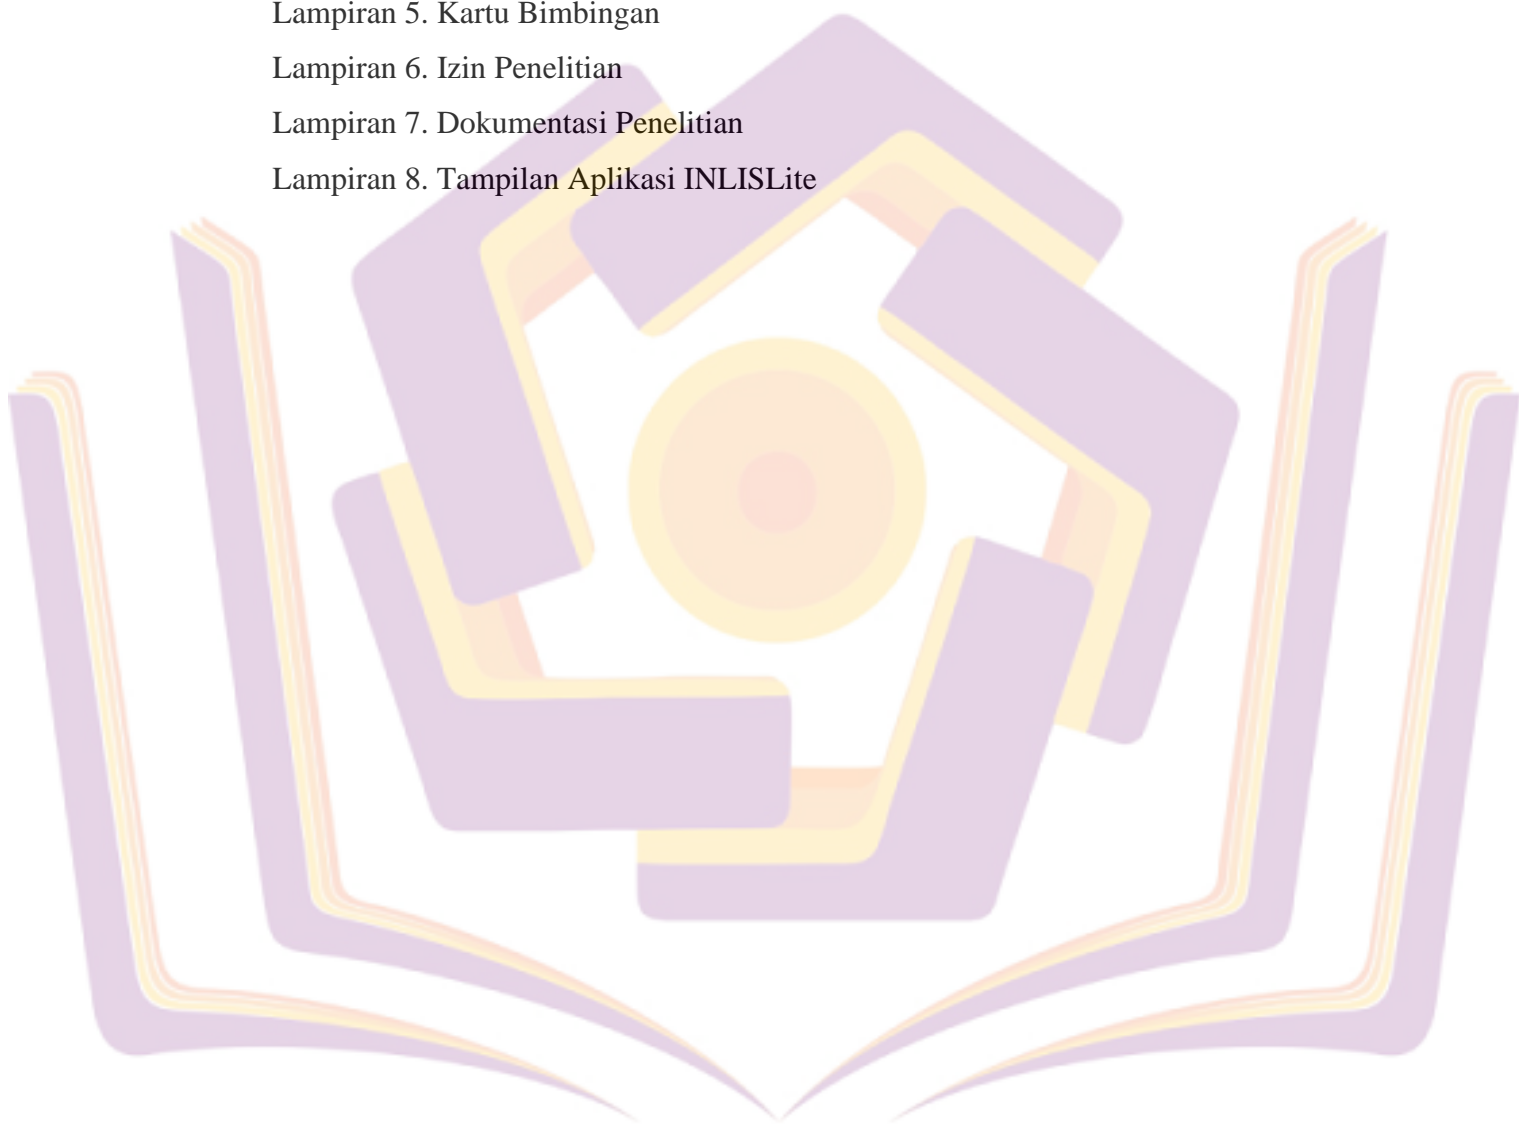 Lampiran 5. Kartu Bimbingan
Lampiran 6. Izin Penelitian
Lampiran 7. Dokumentasi Penelitian
Lampiran 8. Tampilan Aplikasi INLISLite